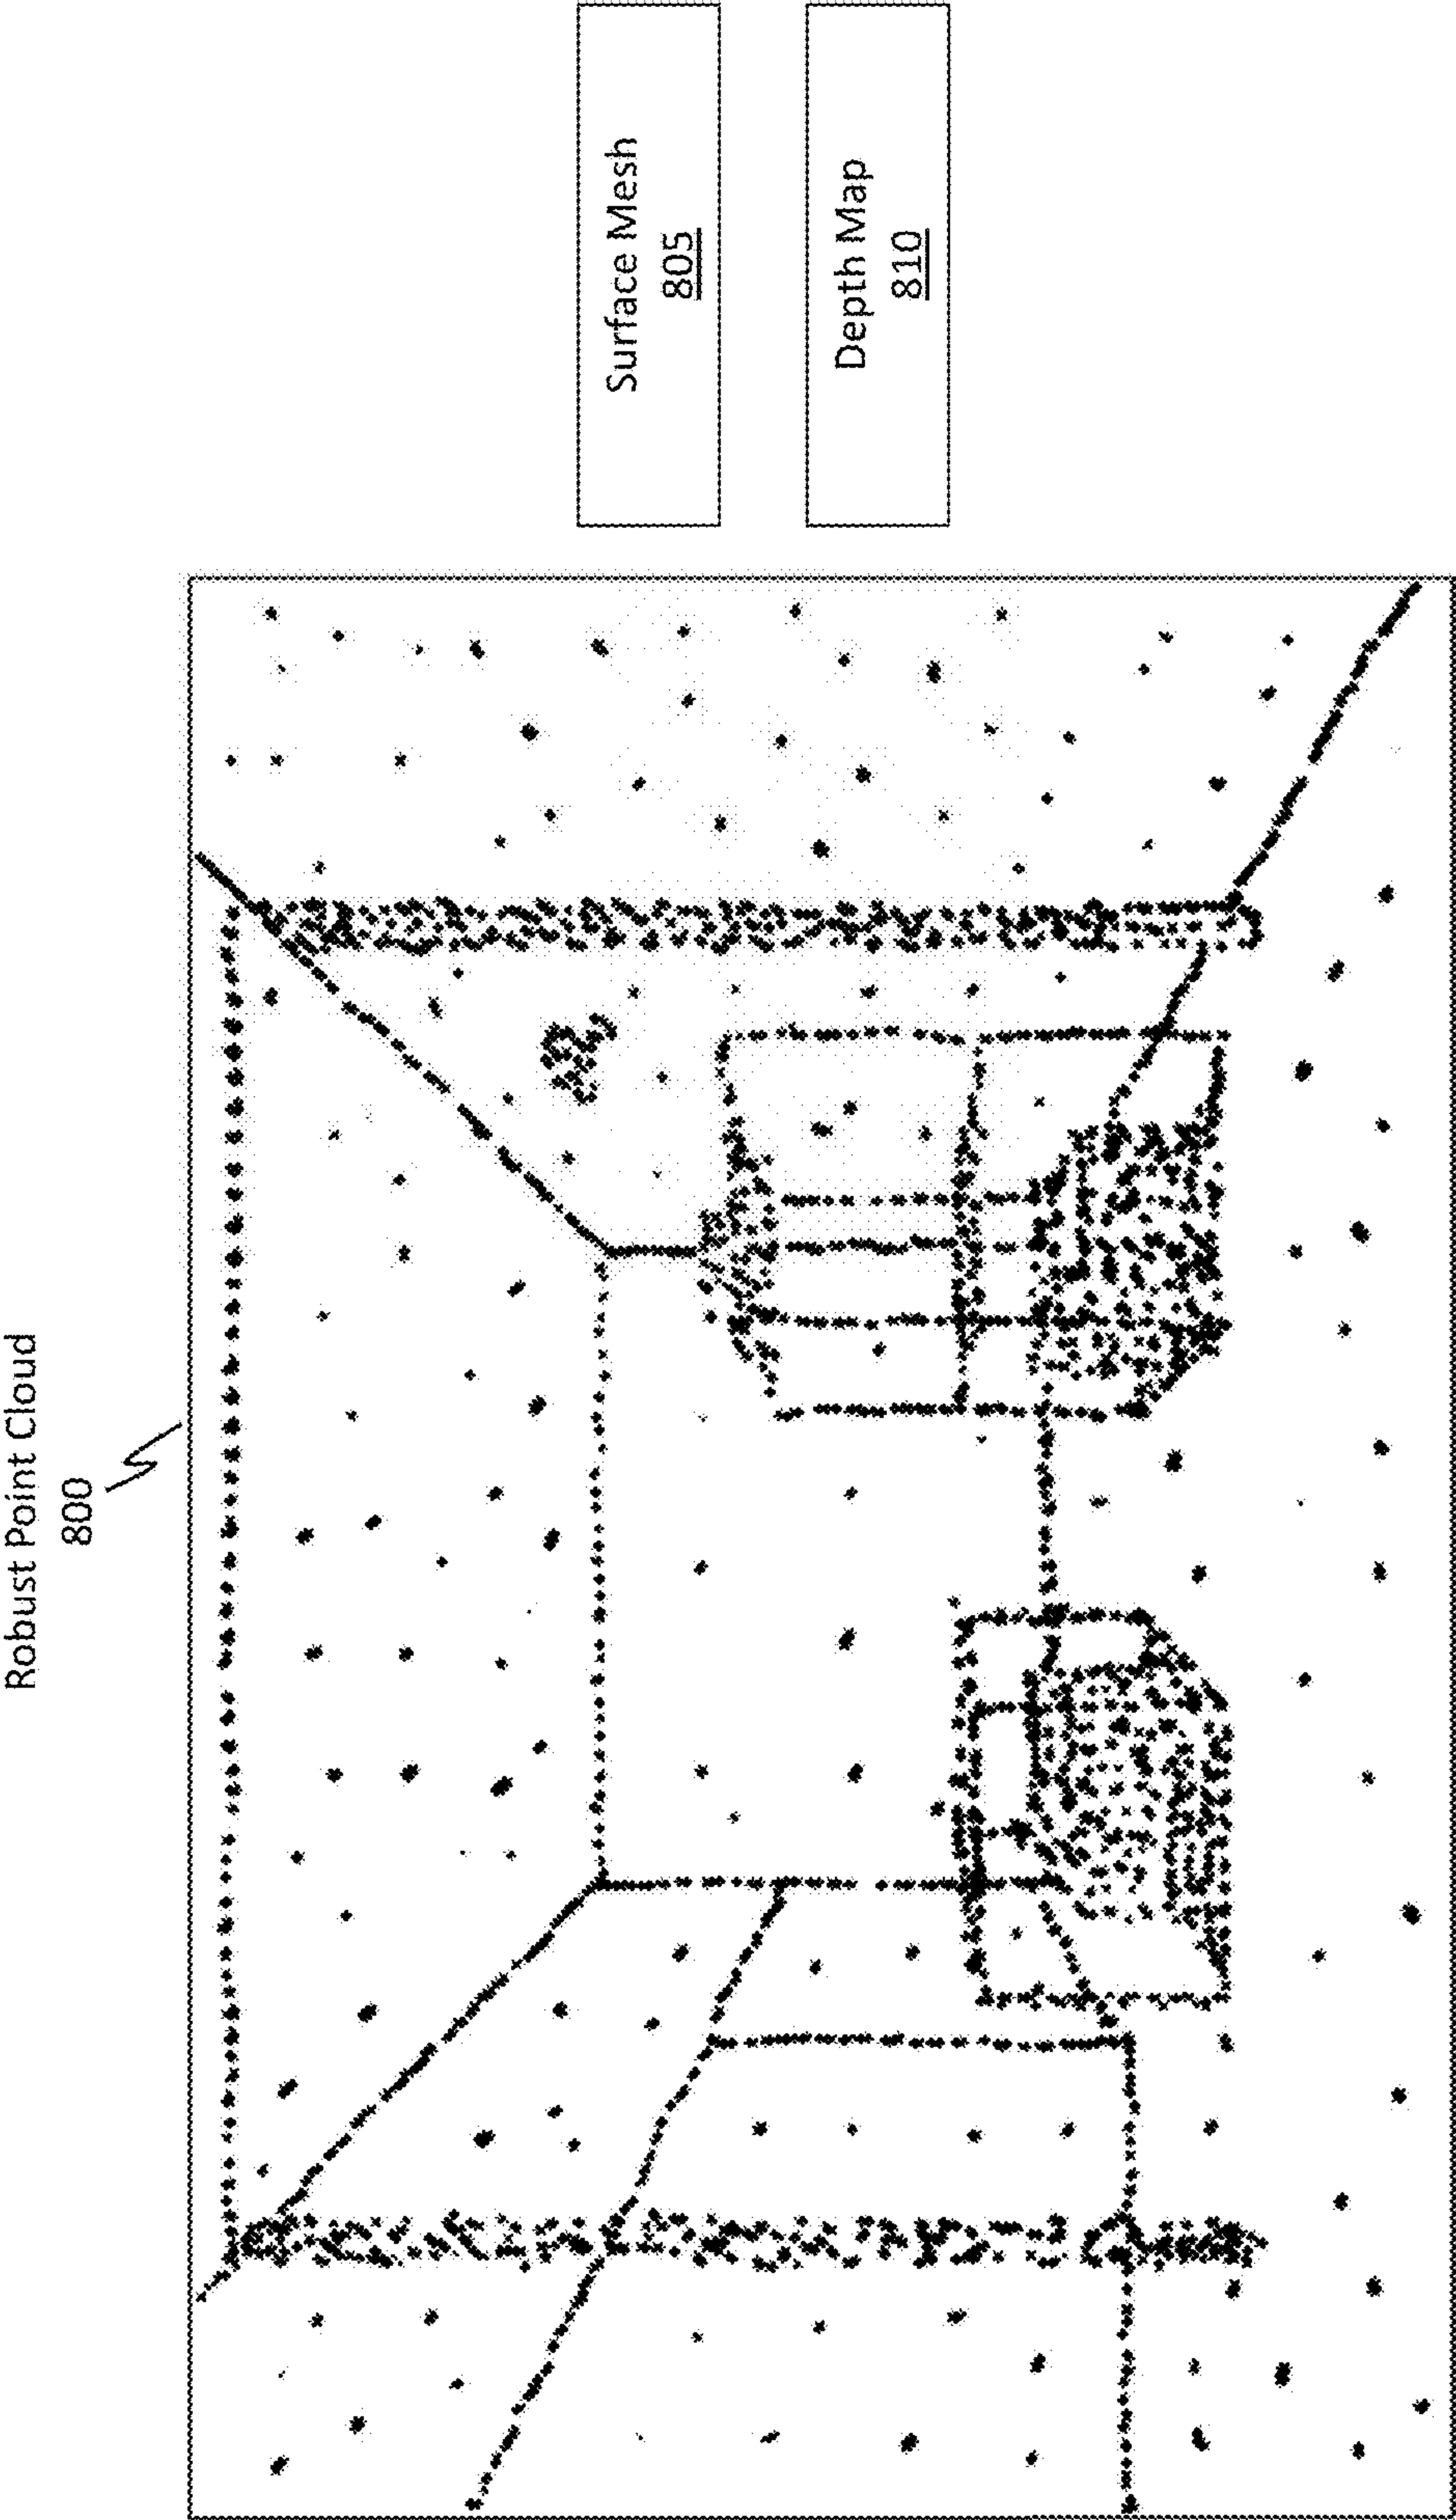 Robust Point Cloud
800
Surface Mesh
805
Depth Map
810